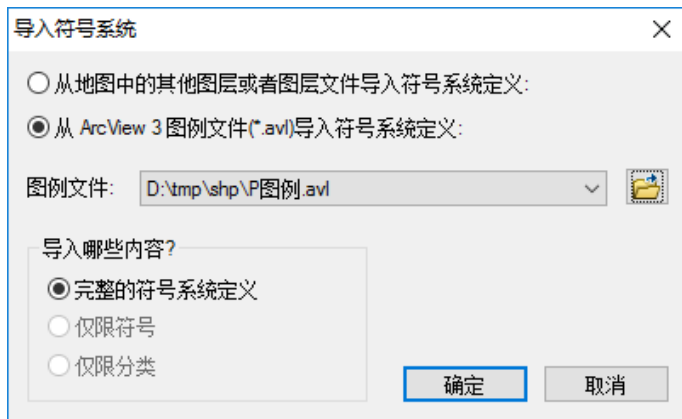 导入符号系统
从地图中的其他图层或者图层文件导入符号系统定义:
从 ArcView 3 图例文件(*.avl)导入符号系统定义:
图例文件: D:\tmp\shp\P图例.avl
导入哪些内容?
完整的符号系统定义
仅限符号
仅限分类
确定 取消